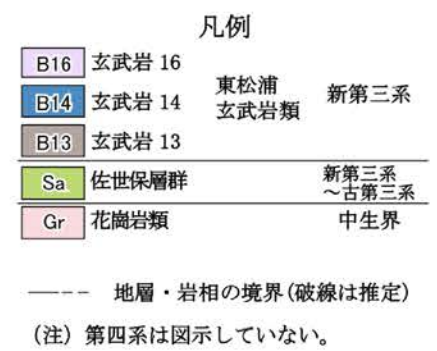 凡例
B16 玄武岩 16
B14 玄武岩 14
東松浦
玄武岩類
新第三系
B13 玄武岩 13
Sa 佐世保層群
新第三系
～古第三系
Gr 花崗岩類 中生界
地層・岩相の境界(破線は推定)
（注）第四系は図示していない。